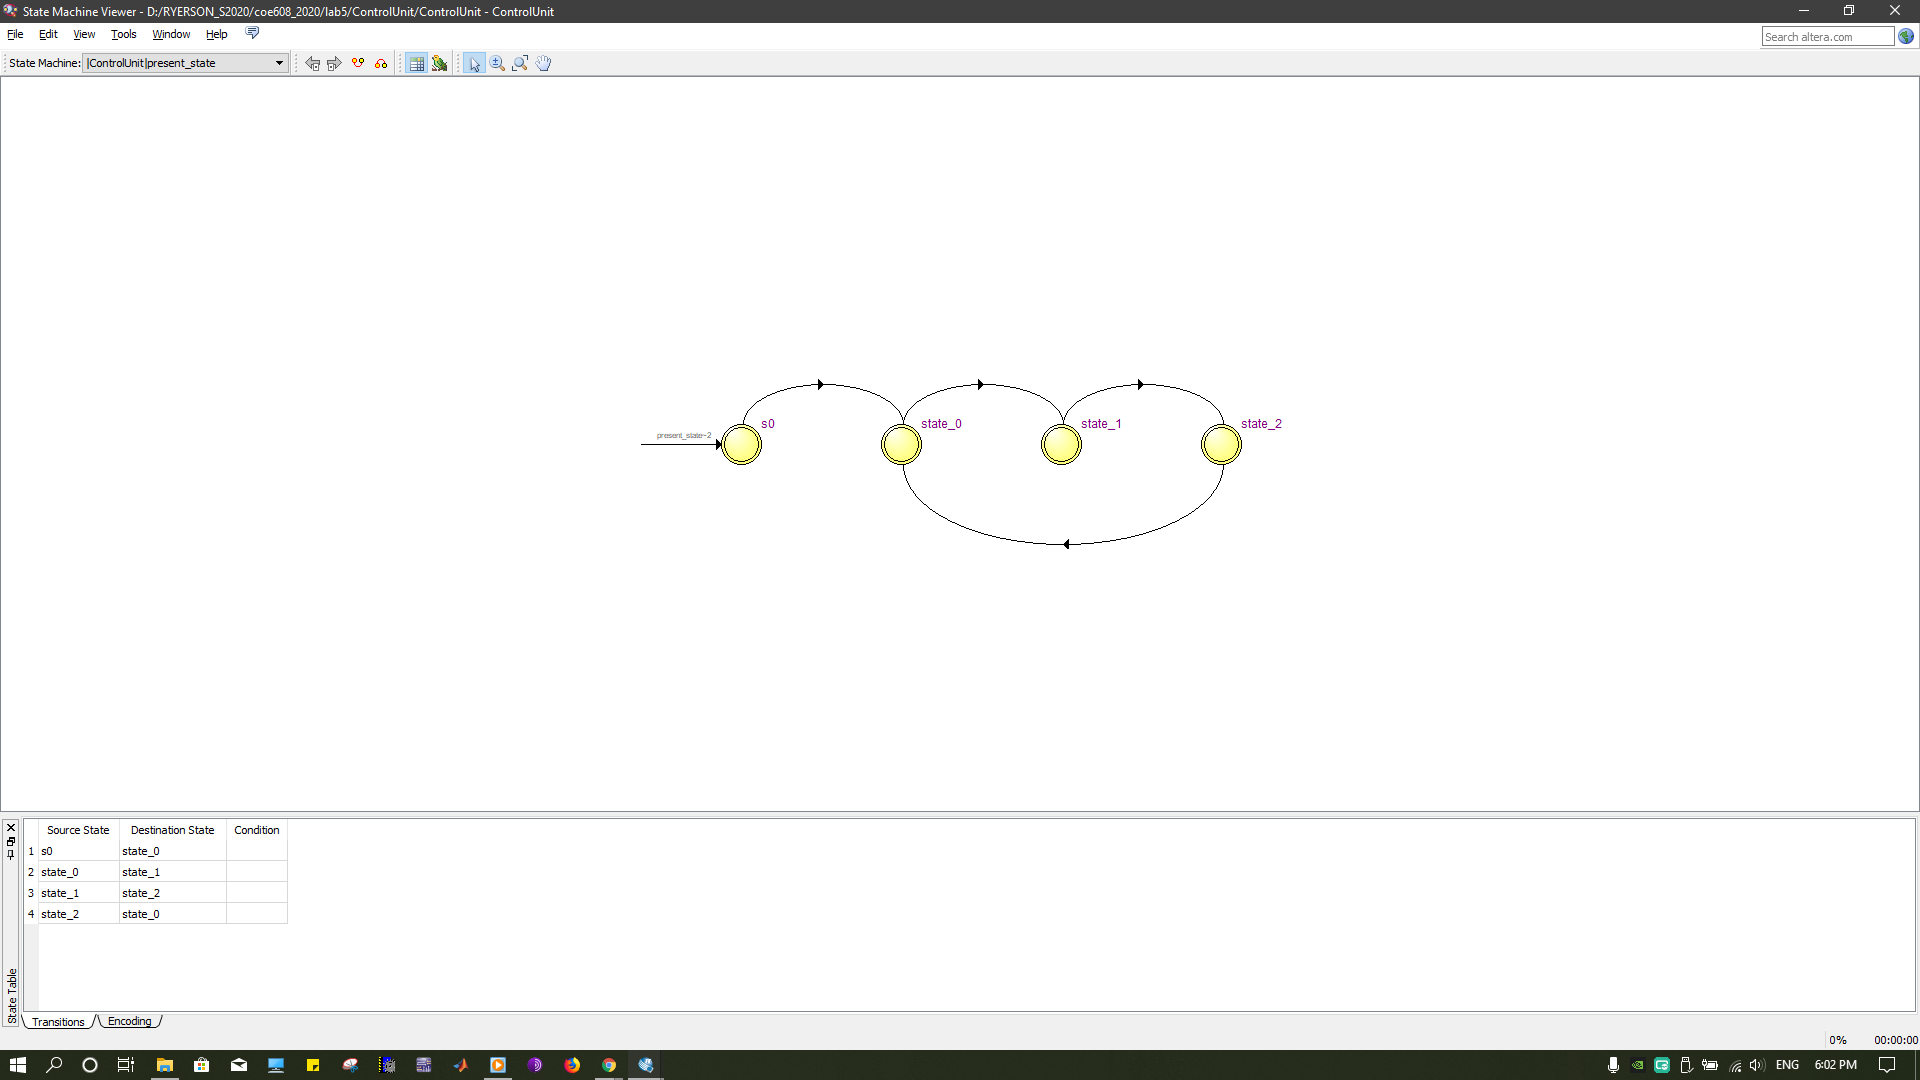 State Machine Viewer - D:/RYERSON_S2020/coe608_2020/lab5/ControlUnit/ControlUnit - ControlUnit
File Edit View Tools Window Help
Search altera.com
State Machine: |ControlUnit|present_state
s0 state_0 state_1 state_2
present_state~2
Source State Destination State Condition
1 s0 state_0
2 state_0 state_1
3 state_1 state_2
4 state_2 state_0
State Table
Transitions Encoding
0% 00:00:00
ENG 6:02 PM